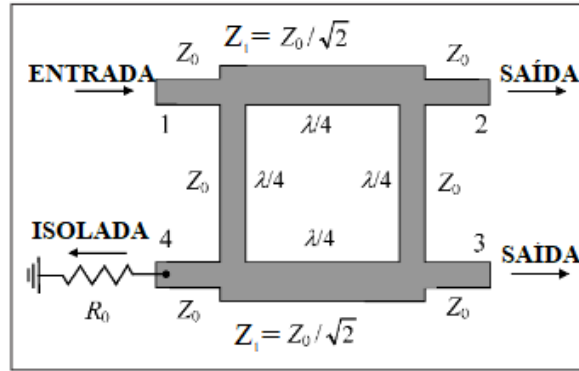 Z₀ Z₁ = Z₀ / √2 Z₀
ENTRADA SAÍDA
1 λ/4 2
Z₀ λ/4 λ/4 Z₀
ISOLADA 4 λ/4 3 SAÍDA
R₀ Z₀ Z₀
Z₁ = Z₀ / √2